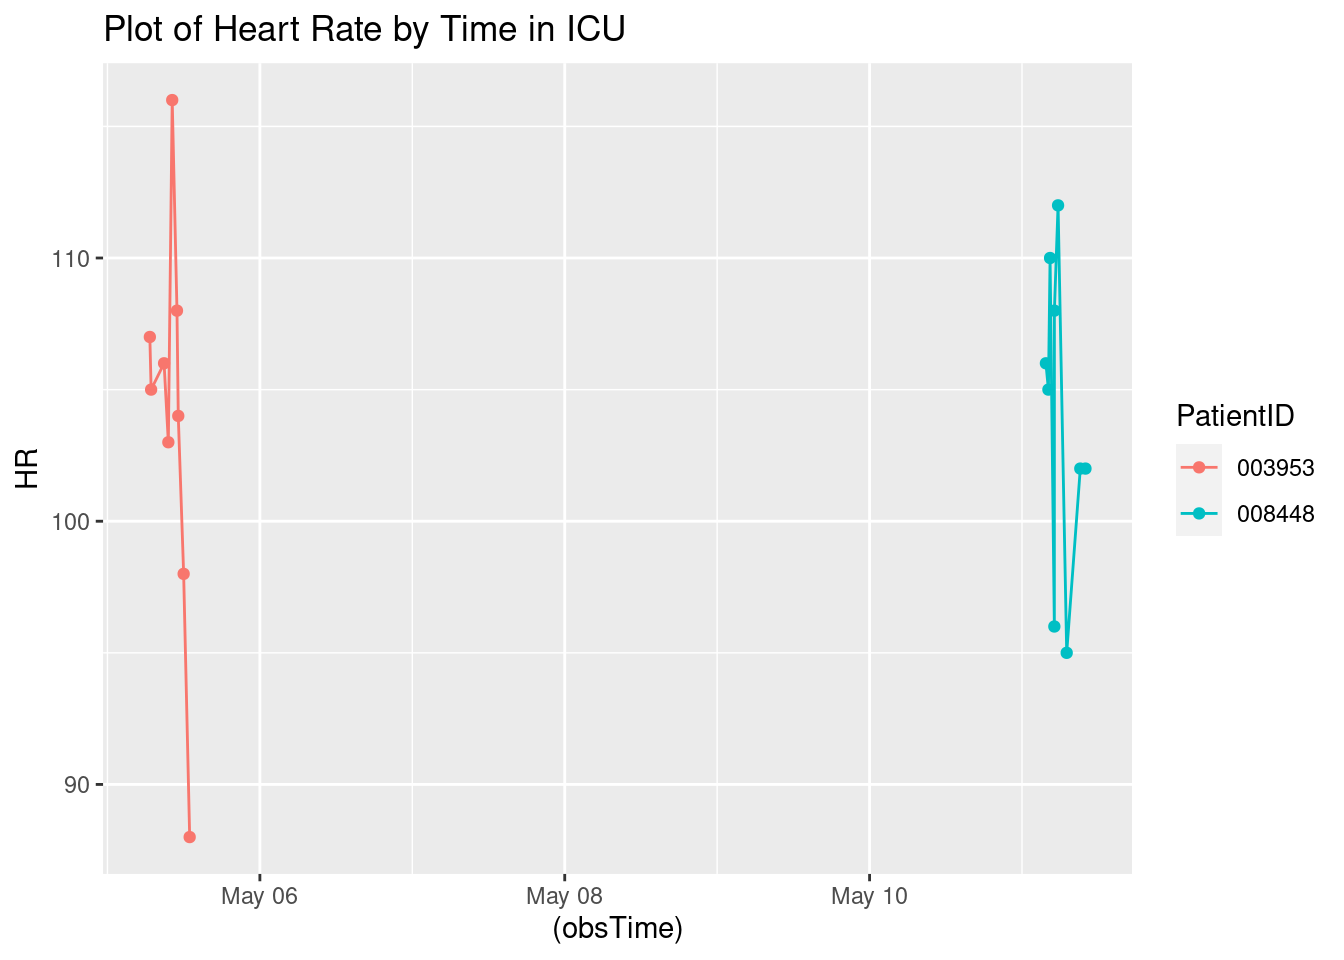 Plot of Heart Rate by Time in ICU
HR
110
100
90
May 06
May 08
May 10
(obsTime)
PatientID
003953
008448